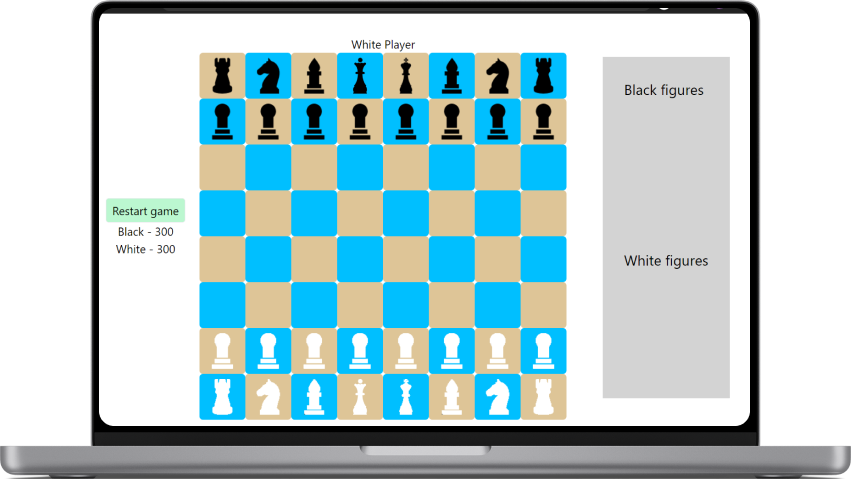 White Player
Black figures
Restart game
Black - 300
White - 300
White figures